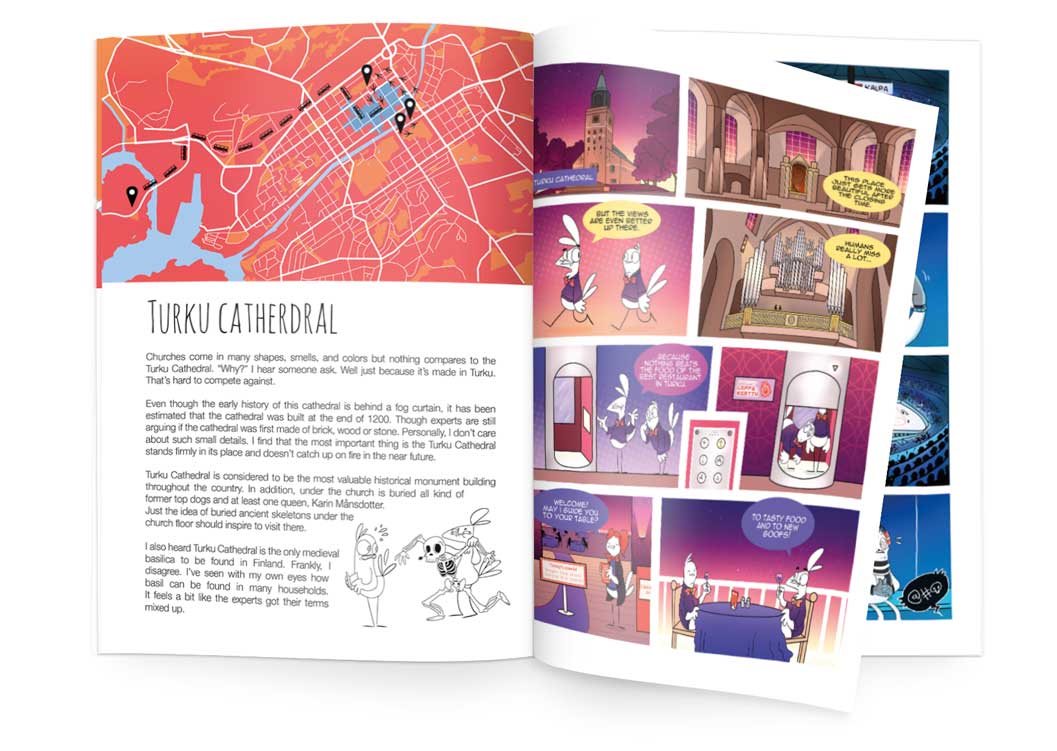 TURKU CATHERDRAL
Churches come in many shapes, smells, and colors but nothing compares to the
Turku Cathedral. “Why?” I hear someone ask. Well just because it’s made in Turku.
That’s hard to compete against.
Even though the early history of this cathedral is behind a fog curtain, it has been
estimated that the cathedral was built at the end of 1200. Though experts are still
arguing if the cathedral was first made of brick, wood or stone. Personally, I don’t care
about such small details. I find that the most important thing is the Turku Cathedral
stands firmly in its place and doesn’t catch up on fire in the near future.
Turku Cathedral is considered to be the most valuable historical monument building
throughout the country. In addition, under the church is buried all kind of
former top dogs and at least one queen, Karin Månsdotter.
Just the idea of buried ancient skeletons under the
church floor should inspire to visit there.
I also heard Turku Cathedral is the only medieval
basilica to be found in Finland. Frankly, I
disagree. I’ve seen with my own eyes how
basil can be found in many households.
It feels a bit like the experts got their terms
mixed up.
TURKU CATHEDRAL
THIS PLACE
JUST GETS MORE
BEAUTIFUL AFTER
THE CLOSING
TIME.
BUT THE VIEWS
ARE EVEN BETTER
UP THERE.
HUMANS
REALLY MISS
A LOT...
BECAUSE
NOTHING BEATS
THE FOOD OF THE
BEST RESTAURANT
IN TURKU.
WELCOME!
MAY I GUIDE YOU
TO YOUR TABLE?
TO TASTY FOOD
AND TO NEW
GOOFS!
KALPA
@#@